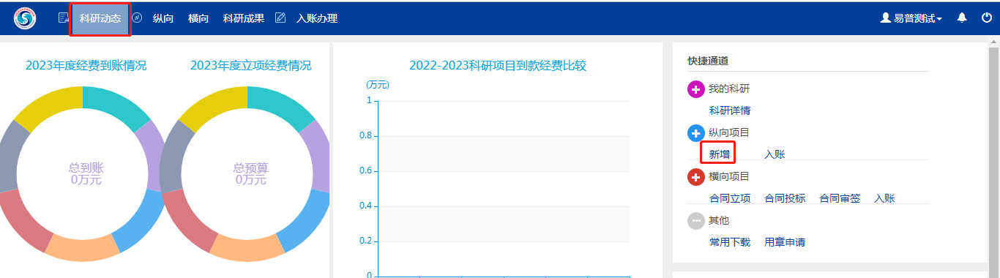 科研动态 纵向 横向 科研成果 入账办理 易普测试
2023年度经费到账情况
总到账
0万元
2023年度立项经费情况
总预算
0万元
2022-2023科研项目到款经费比较
(万元)
1
0.8
0.6
0.4
0.2
0
快捷通道
我的科研
科研详情
纵向项目
新增 入账
横向项目
合同立项 合同投标 合同审签 入账
其他
常用下载 用章申请